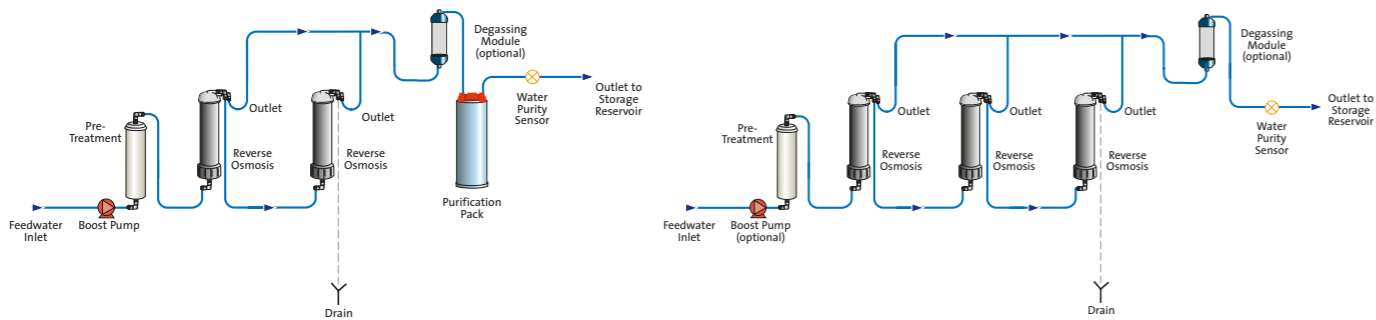 Degassing
Module
(optional)
Outlet
Outlet
Outlet to
Storage
Reservoir
Water
Purity
Sensor
Pre-
Treatment
Reverse
Osmosis
Reverse
Osmosis
Purification
Pack
Feedwater
Inlet
Boost Pump
Drain
Degassing
Module
(optional)
Outlet
Outlet
Outlet
Outlet to
Storage
Reservoir
Water
Purity
Sensor
Pre-
Treatment
Reverse
Osmosis
Reverse
Osmosis
Reverse
Osmosis
Feedwater
Inlet
Boost Pump
(optional)
Drain